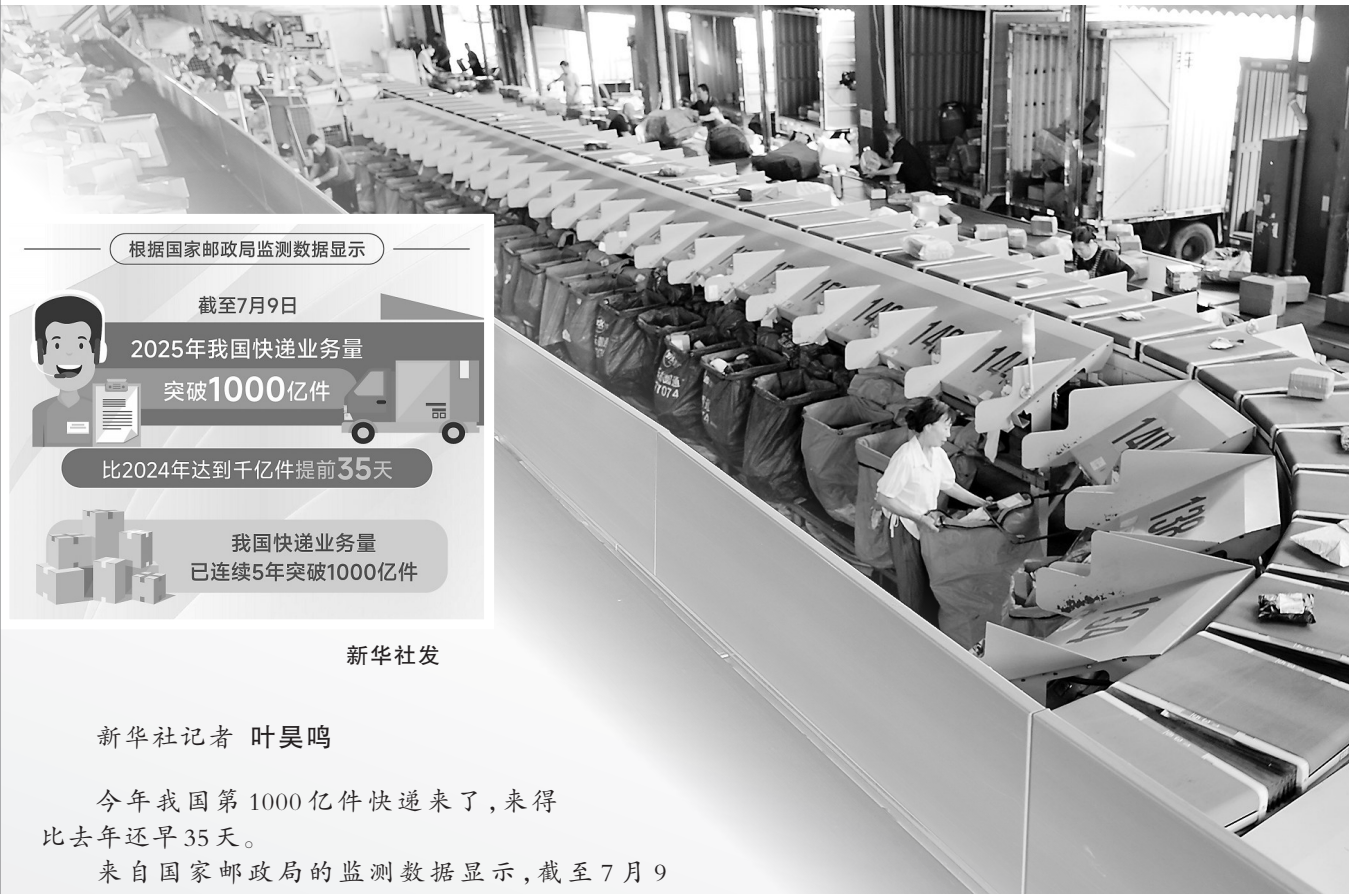 根据国家邮政局监测数据显示
截至7月9日
2025年我国快递业务量
突破1000亿件
比2024年达到千亿件提前35天
我国快递业务量
已连续5年突破1000亿件
新华社发
140
138
134
新华社记者 叶昊鸣
今年我国第1000亿件快递来了,来得
比去年还早35天。
来自国家邮政局的监测数据显示,截至7月9